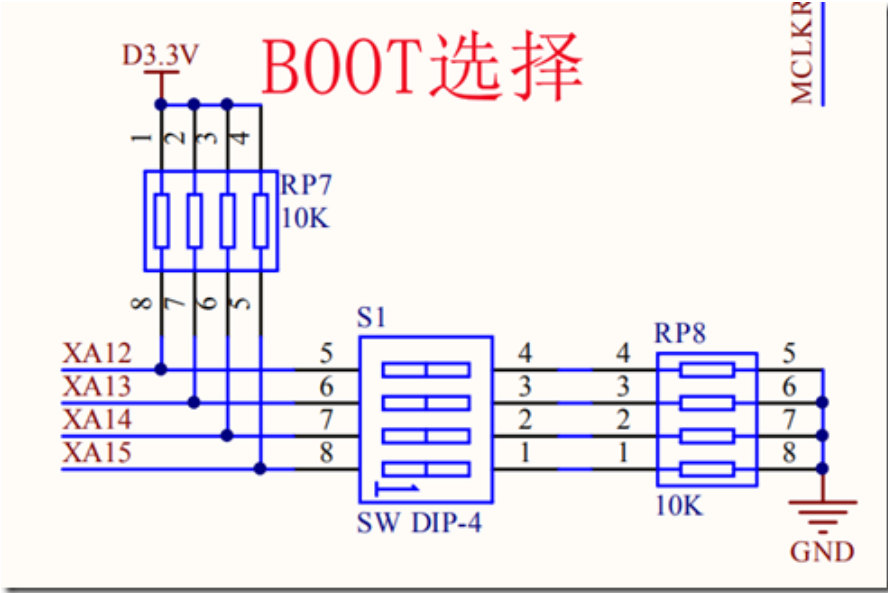 D3.3V
BOOT选择
MCLKR
1 2 3 4
RP7
10K
8 7 6 5
S1
RP8
XA12 5 4 4 5
XA13 6 3 3 6
XA14 7 2 2 7
XA15 8 1 1 8
SW DIP-4
10K
GND